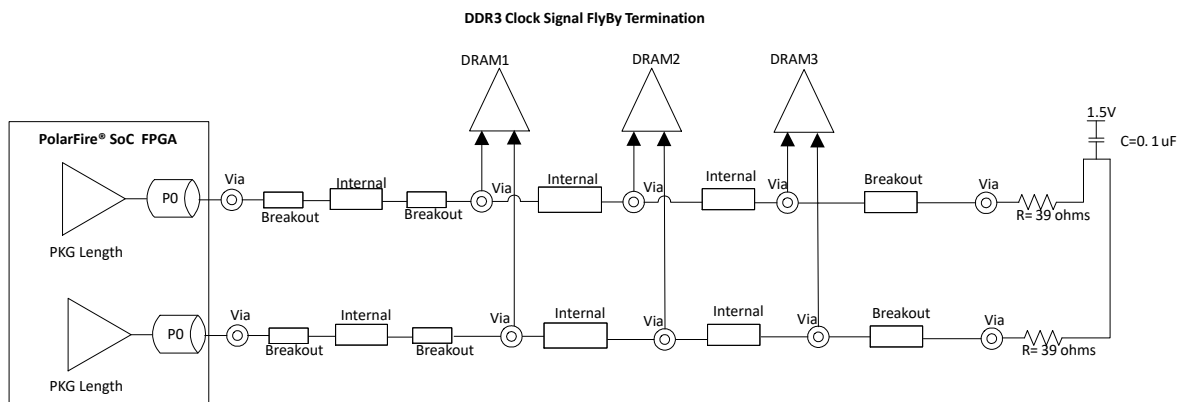 DDR3 Clock Signal FlyBy Termination
DRAM1
DRAM2
DRAM3
1.5V
C=0. 1 uF
PolarFire® SoC FPGA
P0
PKG Length
Via
Breakout
Internal
Breakout
Via
Internal
Via
Internal
Via
Breakout
Via
R= 39 ohms
P0
PKG Length
Via
Breakout
Internal
Breakout
Via
Internal
Via
Internal
Via
Breakout
Via
R= 39 ohms